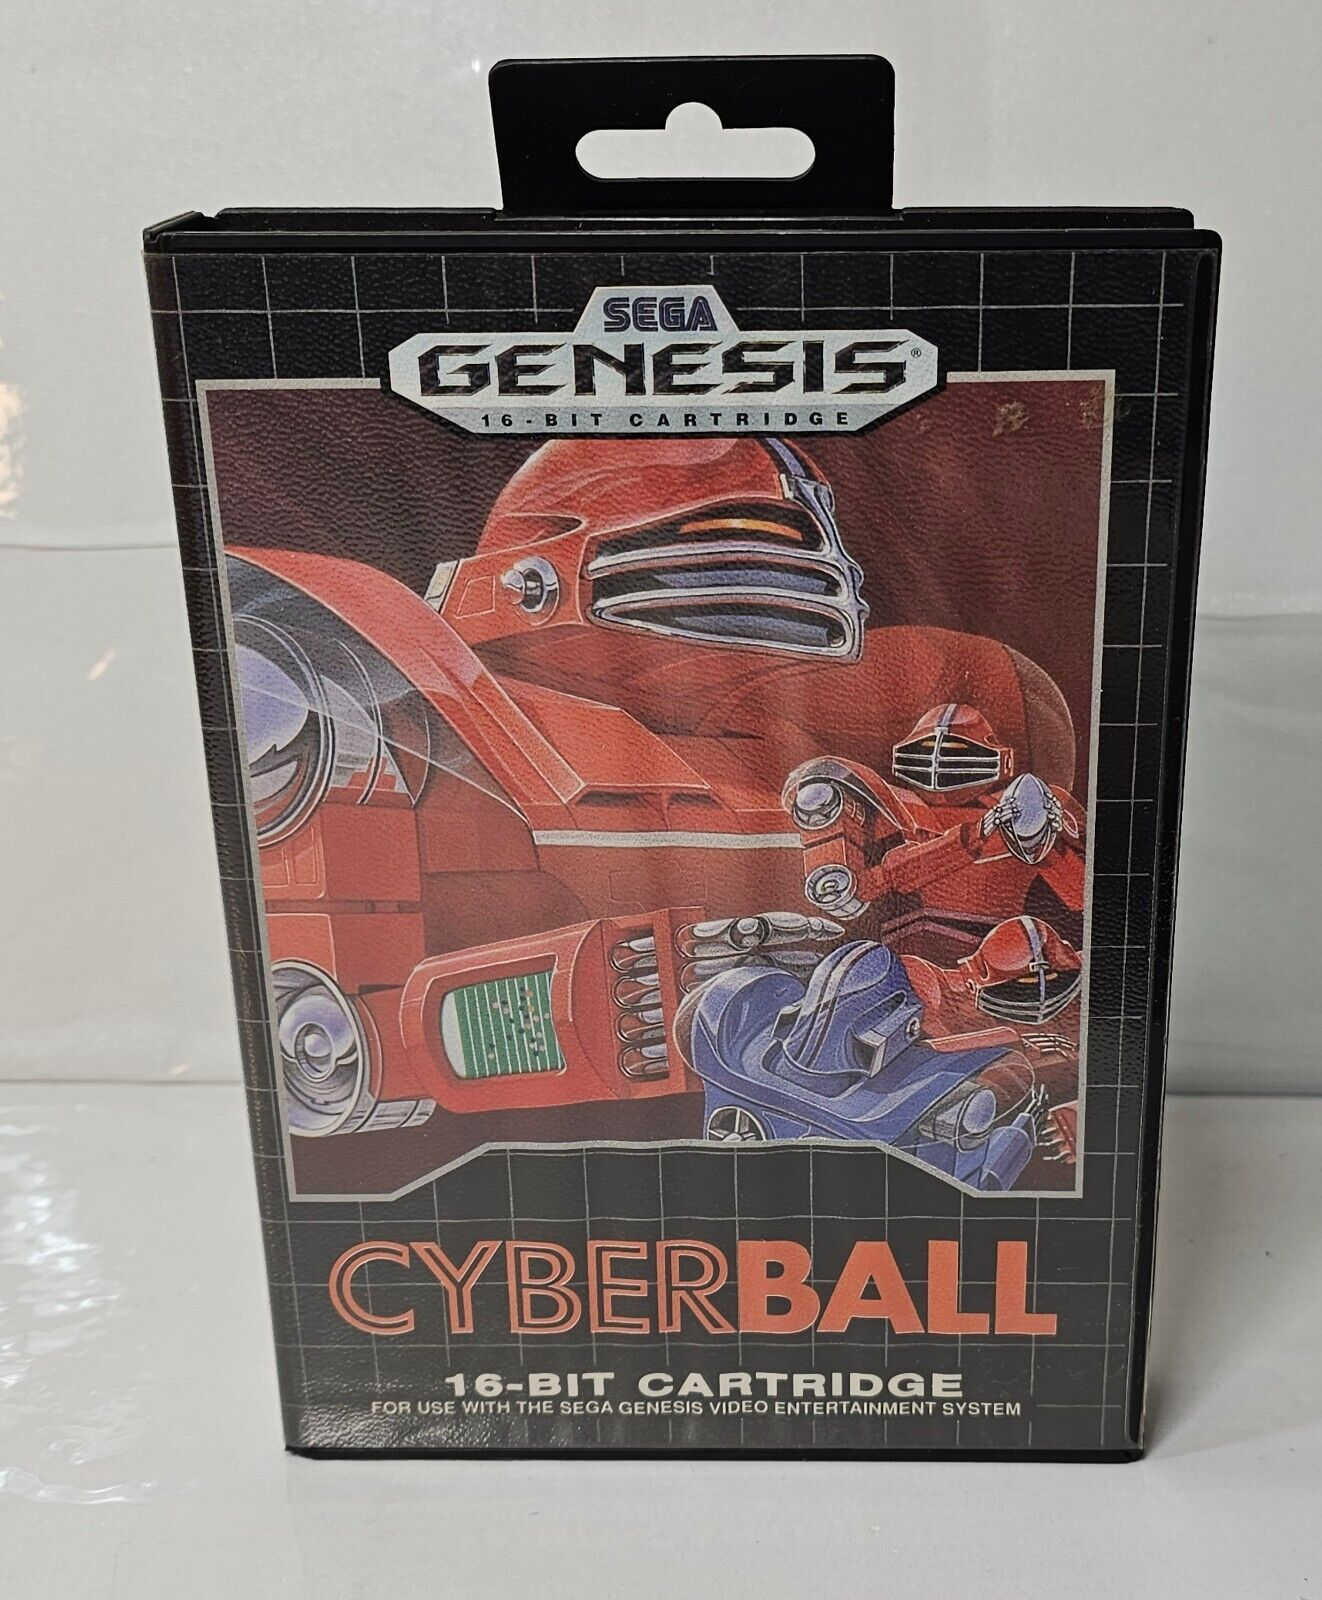 SEGA
GENESIS®
16-BIT CARTRIDGE
CYBERBALL
16-BIT CARTRIDGE
FOR USE WITH THE SEGA GENESIS VIDEO ENTERTAINMENT SYSTEM